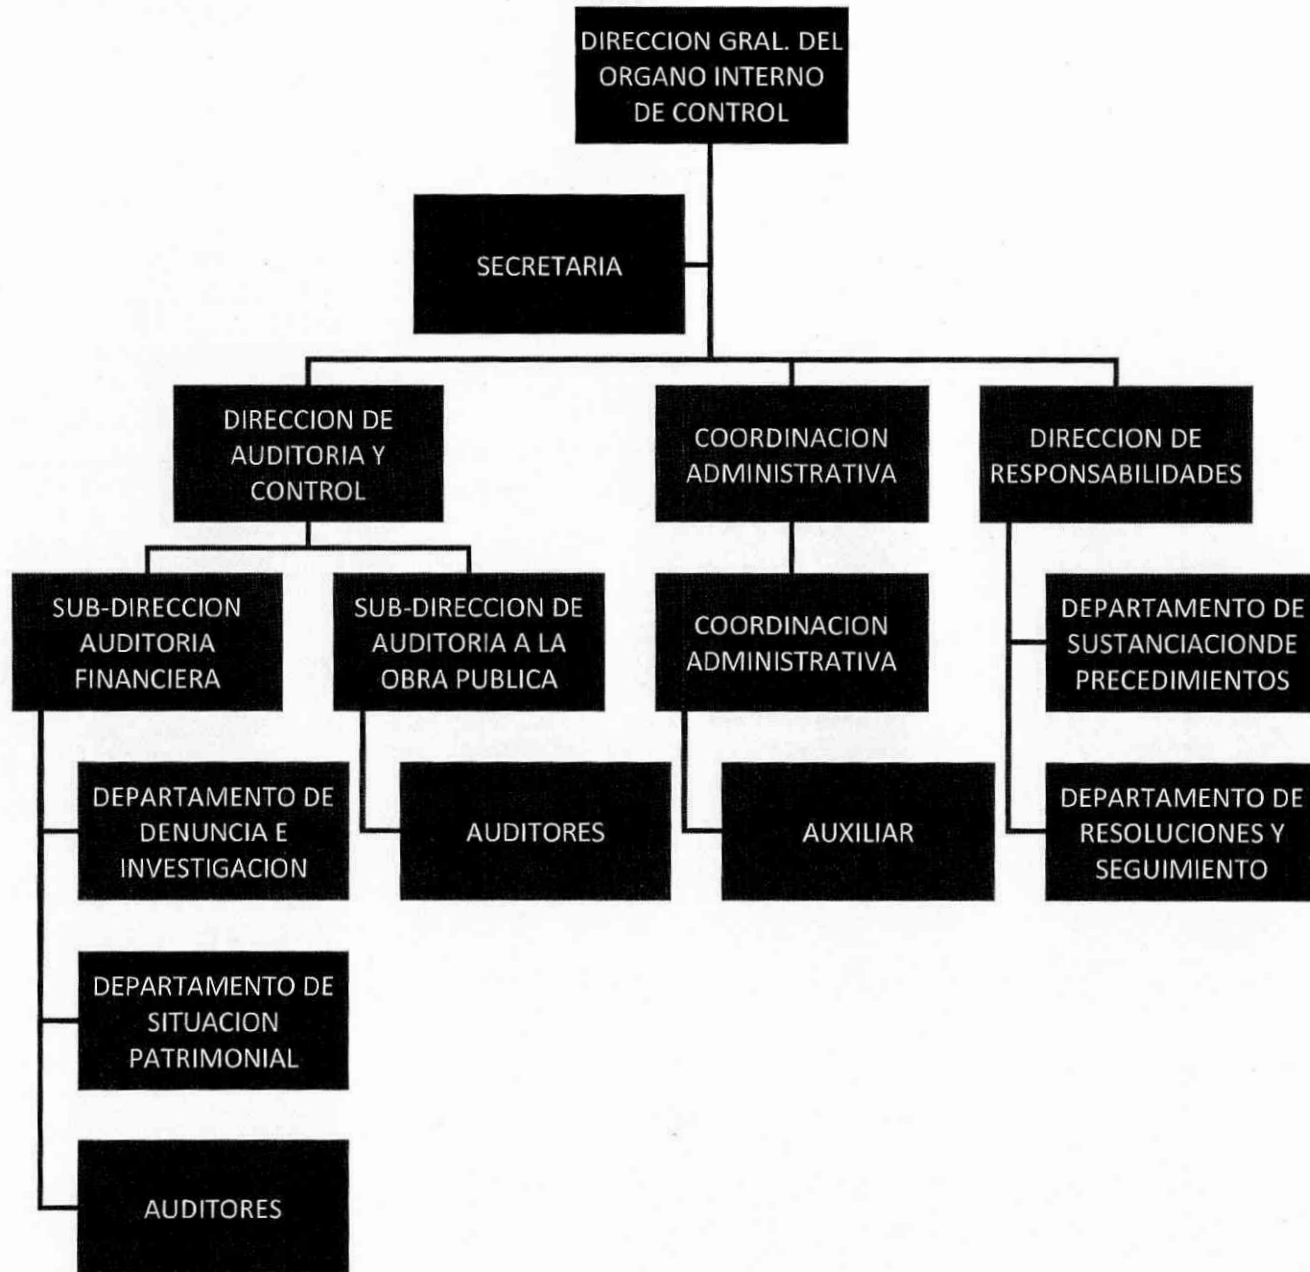 DIRECCION GRAL. DEL
ORGANO INTERNO
DE CONTROL
SECRETARIA
DIRECCION DE
AUDITORIA Y
CONTROL
COORDINACION
ADMINISTRATIVA
DIRECCION DE
RESPONSABILIDADES
SUB-DIRECCION
AUDITORIA
FINANCIERA
SUB-DIRECCION DE
AUDITORIA A LA
OBRA PUBLICA
COORDINACION
ADMINISTRATIVA
DEPARTAMENTO DE
SUSTANCIACIONDE
PRECEDIMIENTOS
DEPARTAMENTO DE
DENUNCIA E
INVESTIGACION
AUDITORES
AUXILIAR
DEPARTAMENTO DE
RESOLUCIONES Y
SEGUIMIENTO
DEPARTAMENTO DE
SITUACION
PATRIMONIAL
AUDITORES